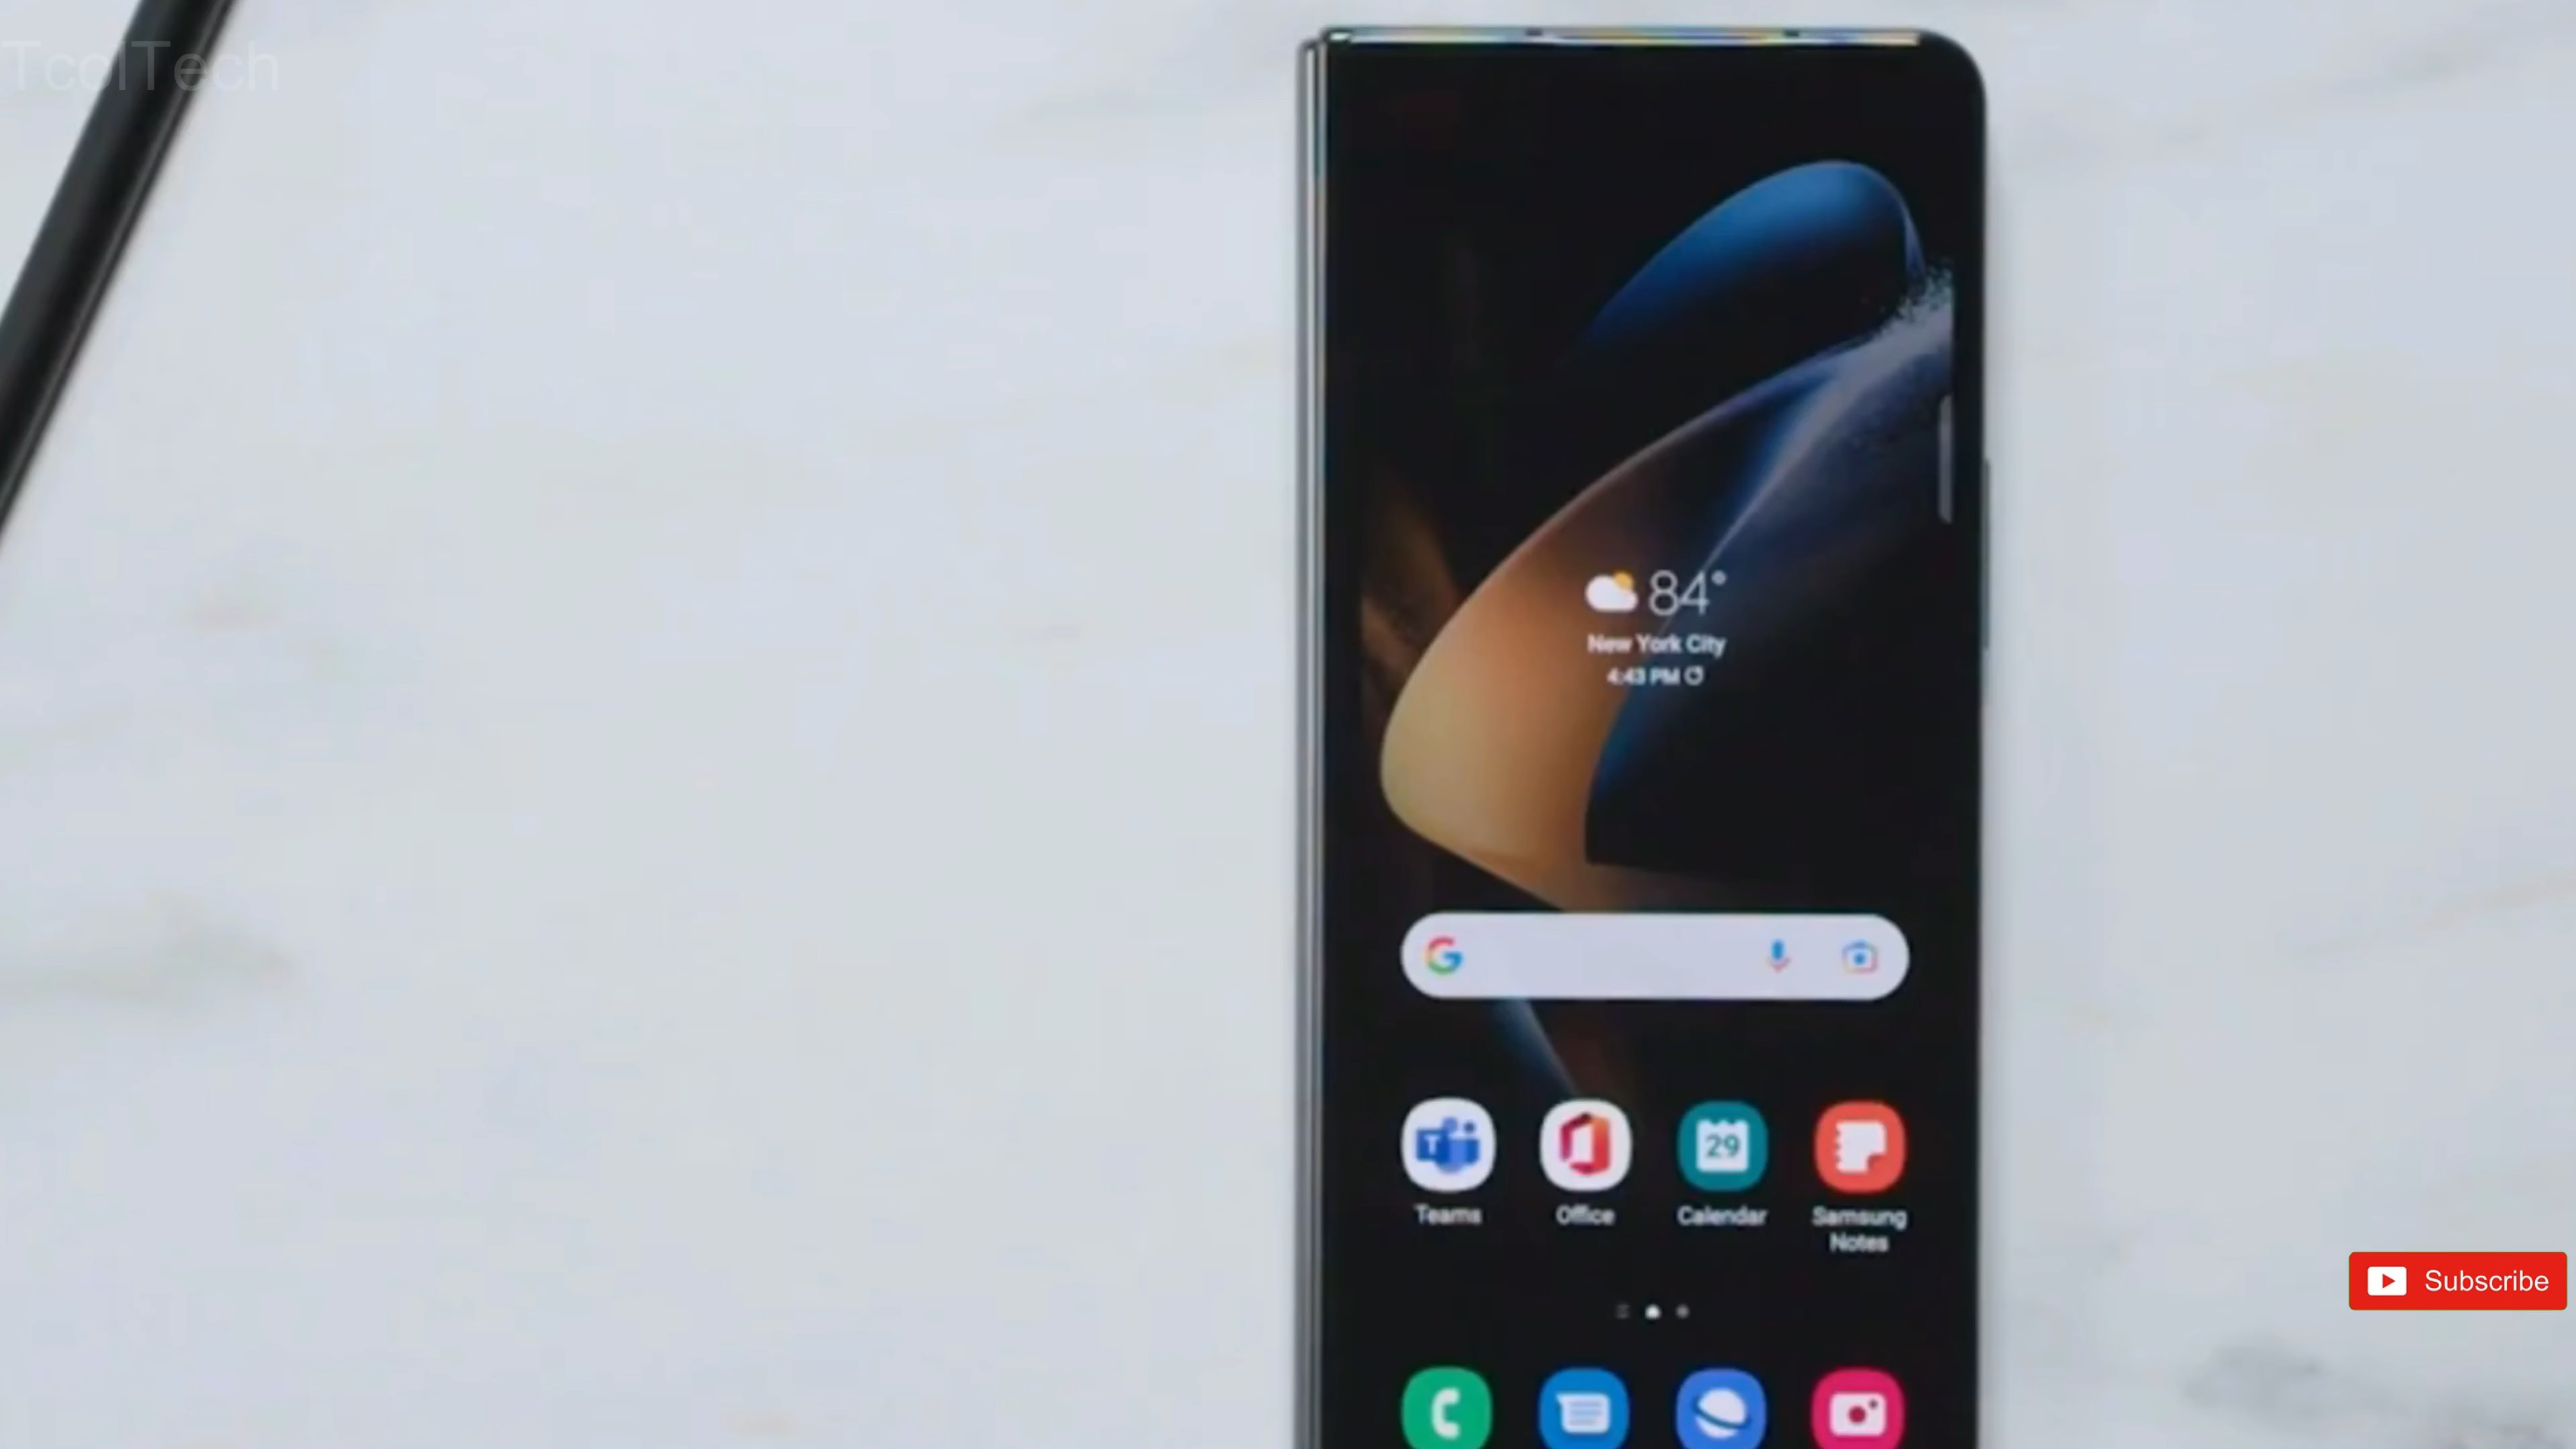 TcolTech
84°
New York City
4:43 PM
G
T
29
Teams
Office
Calendar
Samsung
Notes
Subscribe